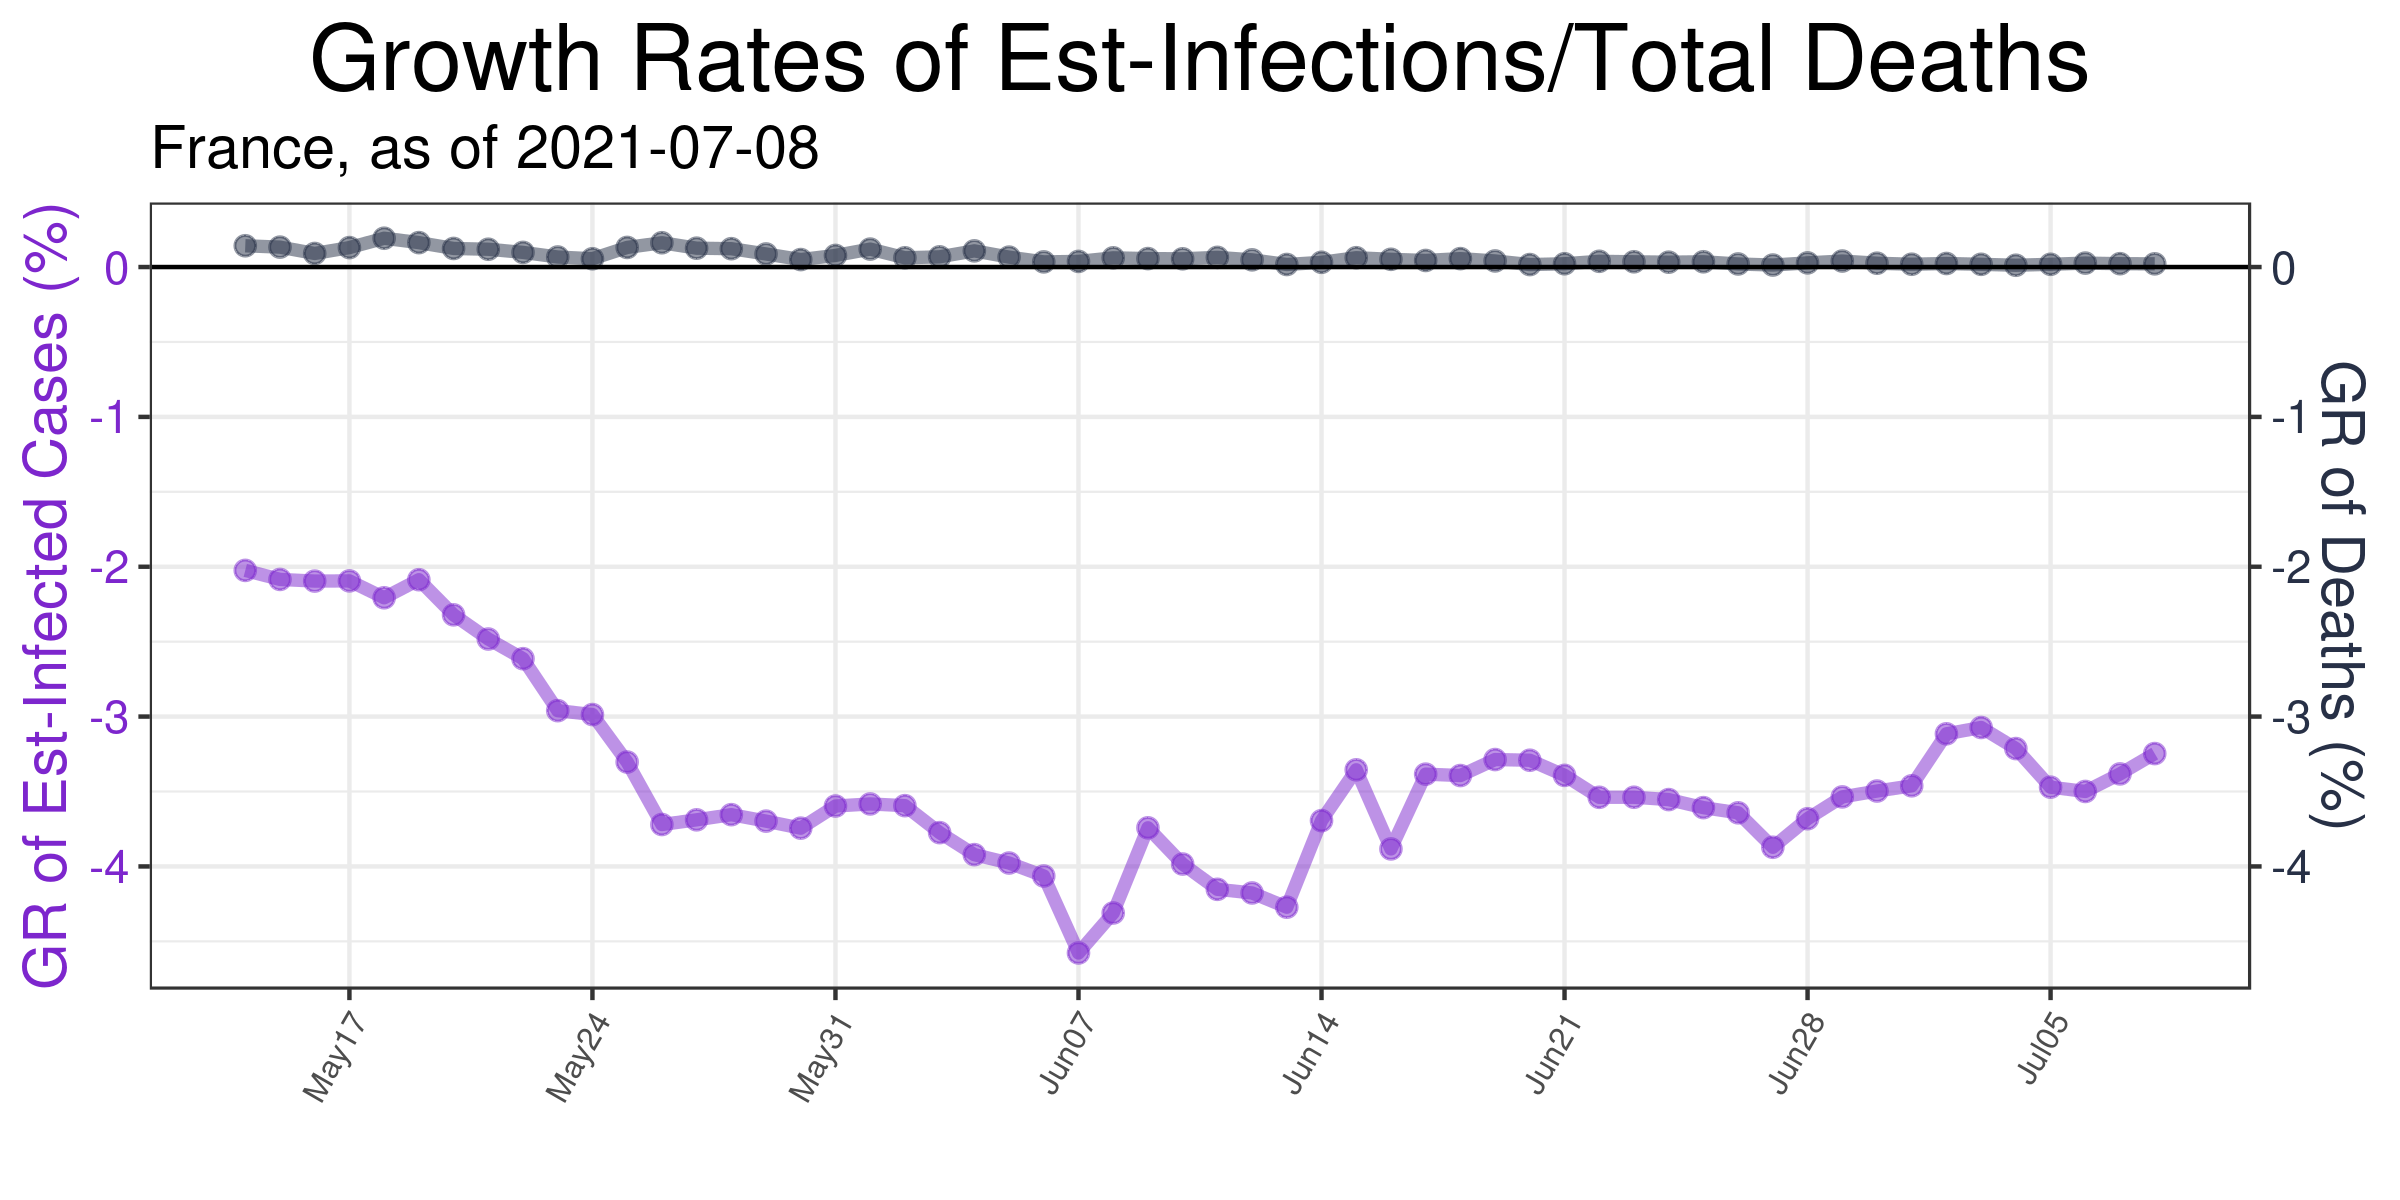 Growth Rates of Est-Infections/Total Deaths
France, as of 2021-07-08
GR of Est-Infected Cases (%)
0
-1
-2
-3
-4
0
-1
-2
-3
-4
GR of Deaths (%)
May17
May24
May31
Jun07
Jun14
Jun21
Jun28
Jul05